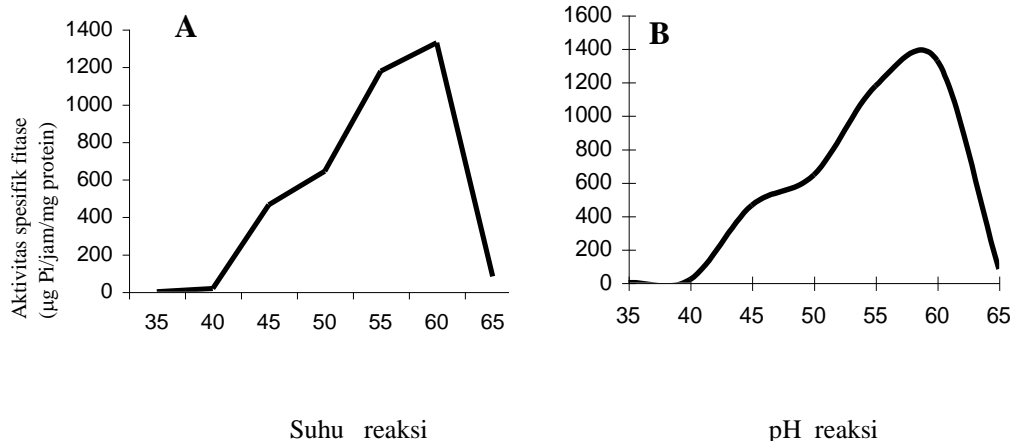 A
Aktivitas spesifik fitase
(µg Pi/jam/mg protein)
1400
1200
1000
800
600
400
200
0
35 40 45 50 55 60 65
Suhu reaksi
B
1600
1400
1200
1000
800
600
400
200
0
35 40 45 50 55 60 65
pH reaksi